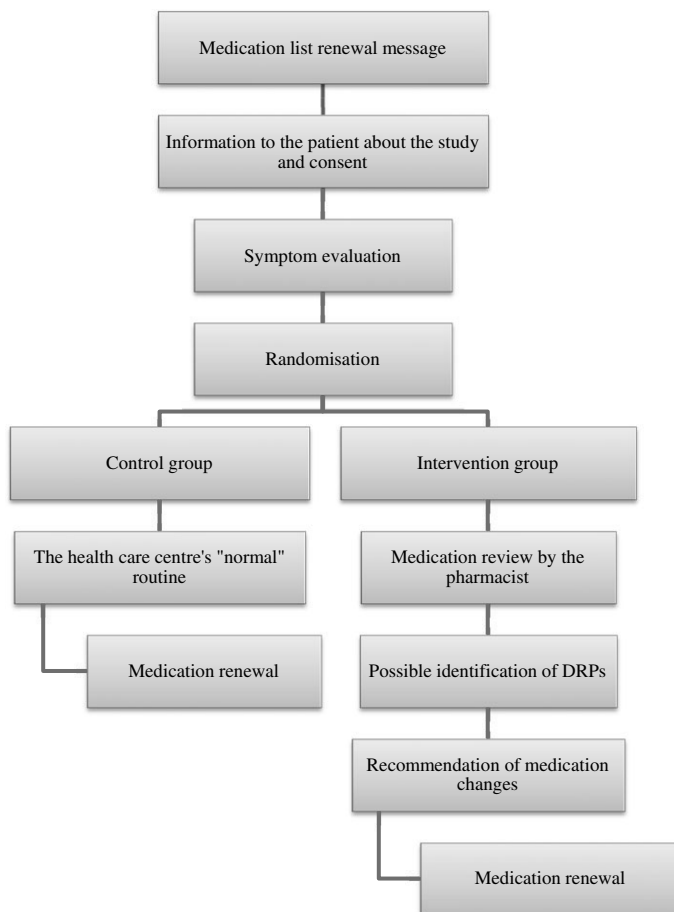 Medication list renewal message
Information to the patient about the study
and consent
Symptom evaluation
Randomisation
Control group
Intervention group
The health care centre's "normal"
routine
Medication review by the
pharmacist
Medication renewal
Possible identification of DRPs
Recommendation of medication
changes
Medication renewal